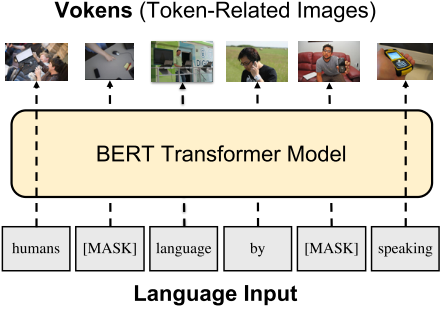 Vokens (Token-Related Images)
BERT Transformer Model
humans [MASK] language by [MASK] speaking
Language Input